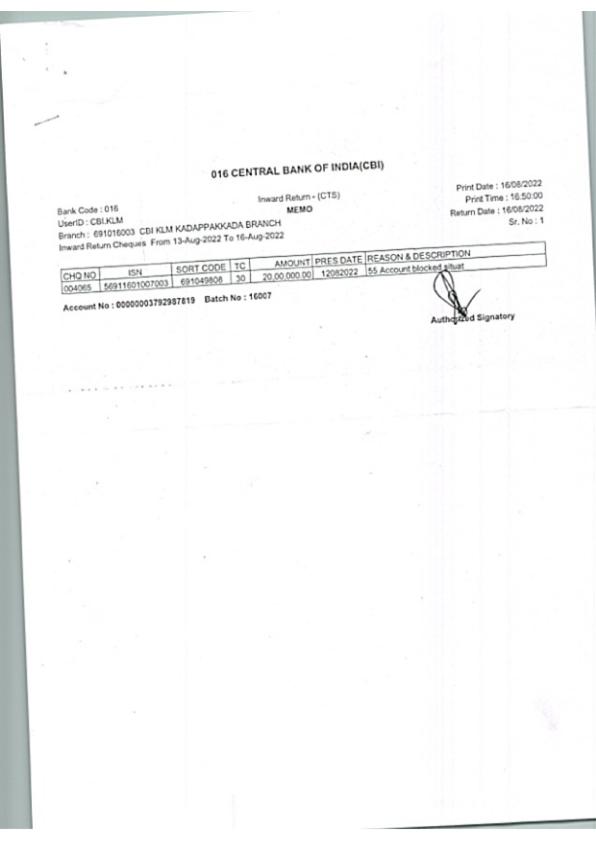 016 CENTRAL BANK OF INDIA(CBI)
Inward Return - (CTS)
MEMO
Print Date : 16/08/2022
Print Time : 16:50:00
Return Date : 16/08/2022
Sr. No : 1
Bank Code : 016
UserID : CBI.KLM
Branch : 691016003 CBI KLM KADAPPAKKADA BRANCH
Inward Return Cheques From 13-Aug-2022 To 16-Aug-2022
CHQ NO ISN SORT CODE TC AMOUNT PRES DATE REASON & DESCRIPTION
004065 56911601007003 691049808 30 20,00,000.00 12082022 55 Account blocked situat
Account No : 00000003792987819 Batch No : 16007
Authorized Signatory